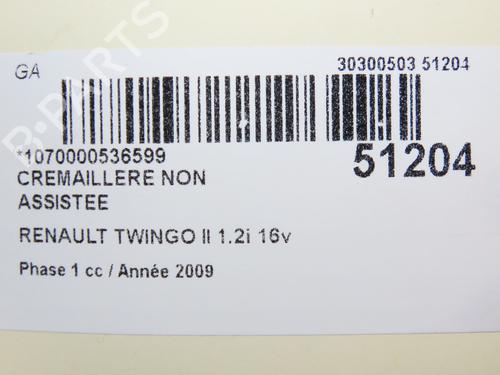 GA
30300503 51204
*1070000536599
51204
CREMAILLERE NON
ASSISTEE
RENAULT TWINGO II 1.2i 16v
Phase 1 cc / Année 2009
B-PARTS